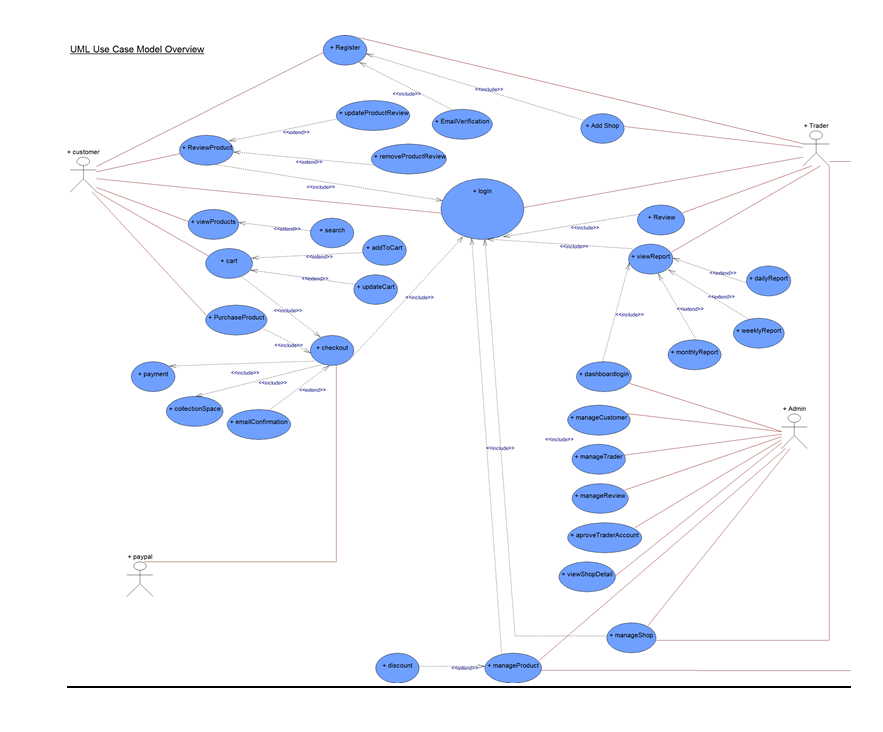 UML Use Case Model Overview
+ Register
<<include>>
<<include>>
+ updateProductReview
+ EmailVerification
+ Add Shop
+ Trader
<<extend>>
+ customer
+ ReviewProduct
+ removeProductReview
<<extend>>
<<include>>
+ login
+ viewProducts
<<extend>>
+ search
+ Review
<<include>>
+ addToCart
<<include>>
+ cart
<<extend>>
+ viewReport
<<extend>>
+ dailyReport
<<extend>>
+ updateCart
<<include>>
<<extend>>
<<include>>
+ PurchaseProduct
<<extend>>
<<include>>
+ weeklyReport
<<include>>
+ checkout
+ monthlyReport
+ payment
<<include>>
<<include>>
<<extend>>
+ dashboardlogin
+ collectionSpace
+ emailConfirmation
+ Admin
+ manageCustomer
<<include>>
<<include>>
+ manageTrader
+ manageReview
+ aproveTraderAccount
+ paypal
+ viewShopDetail
+ manageShop
+ discount
<<extend>>
+ manageProduct